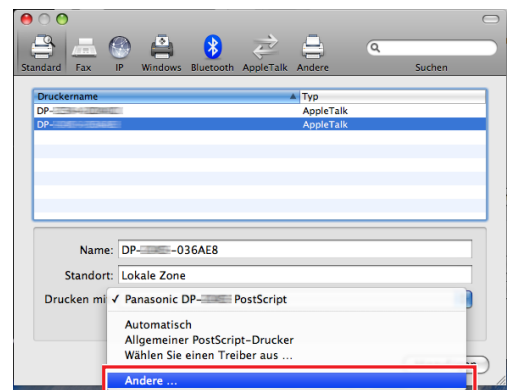 Standard Fax IP Windows Bluetooth AppleTalk Andere Suchen
Druckername Typ
DP- AppleTalk
DP- AppleTalk
Name: DP- -036AE8
Standort: Lokale Zone
Drucken mi ✓ Panasonic DP- PostScript
Automatisch
Allgemeiner PostScript-Drucker
Wählen Sie einen Treiber aus ...
Andere ...